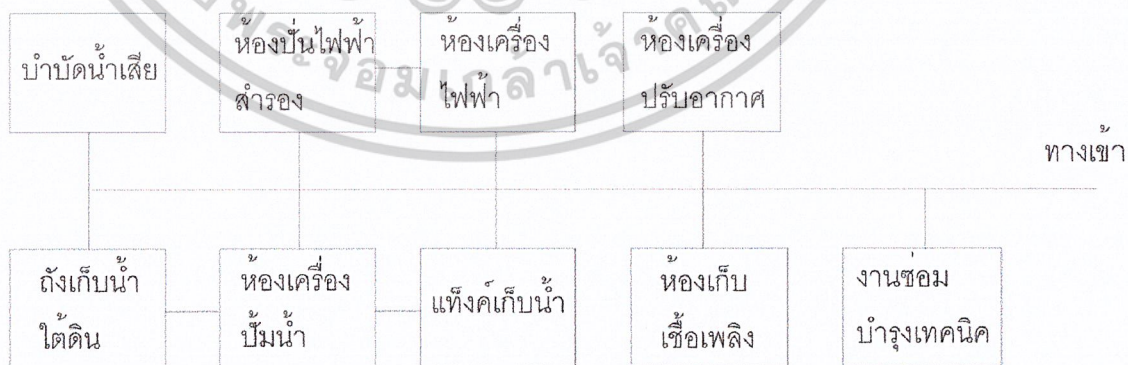 บำบัดน้ำเสีย
ห้องปั่นไฟฟ้า
สำรอง
ห้องเครื่อง
ไฟฟ้า
ห้องเครื่อง
ปรับอากาศ
ทางเข้า
ถังเก็บน้ำ
ใต้ดิน
ห้องเครื่อง
ปั้มน้ำ
แท็งค์เก็บน้ำ
ห้องเก็บ
เชื้อเพลิง
งานซ่อม
บำรุงเทคนิค